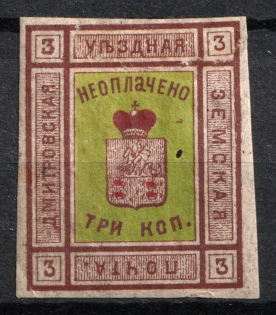 3 УѢЗДНАЯ 3
ДМИТРОВСКАЯ
НЕОПЛАЧЕНО
ТРИ КОП.
ЗЕМСКАЯ
3 ПОЧТА 3